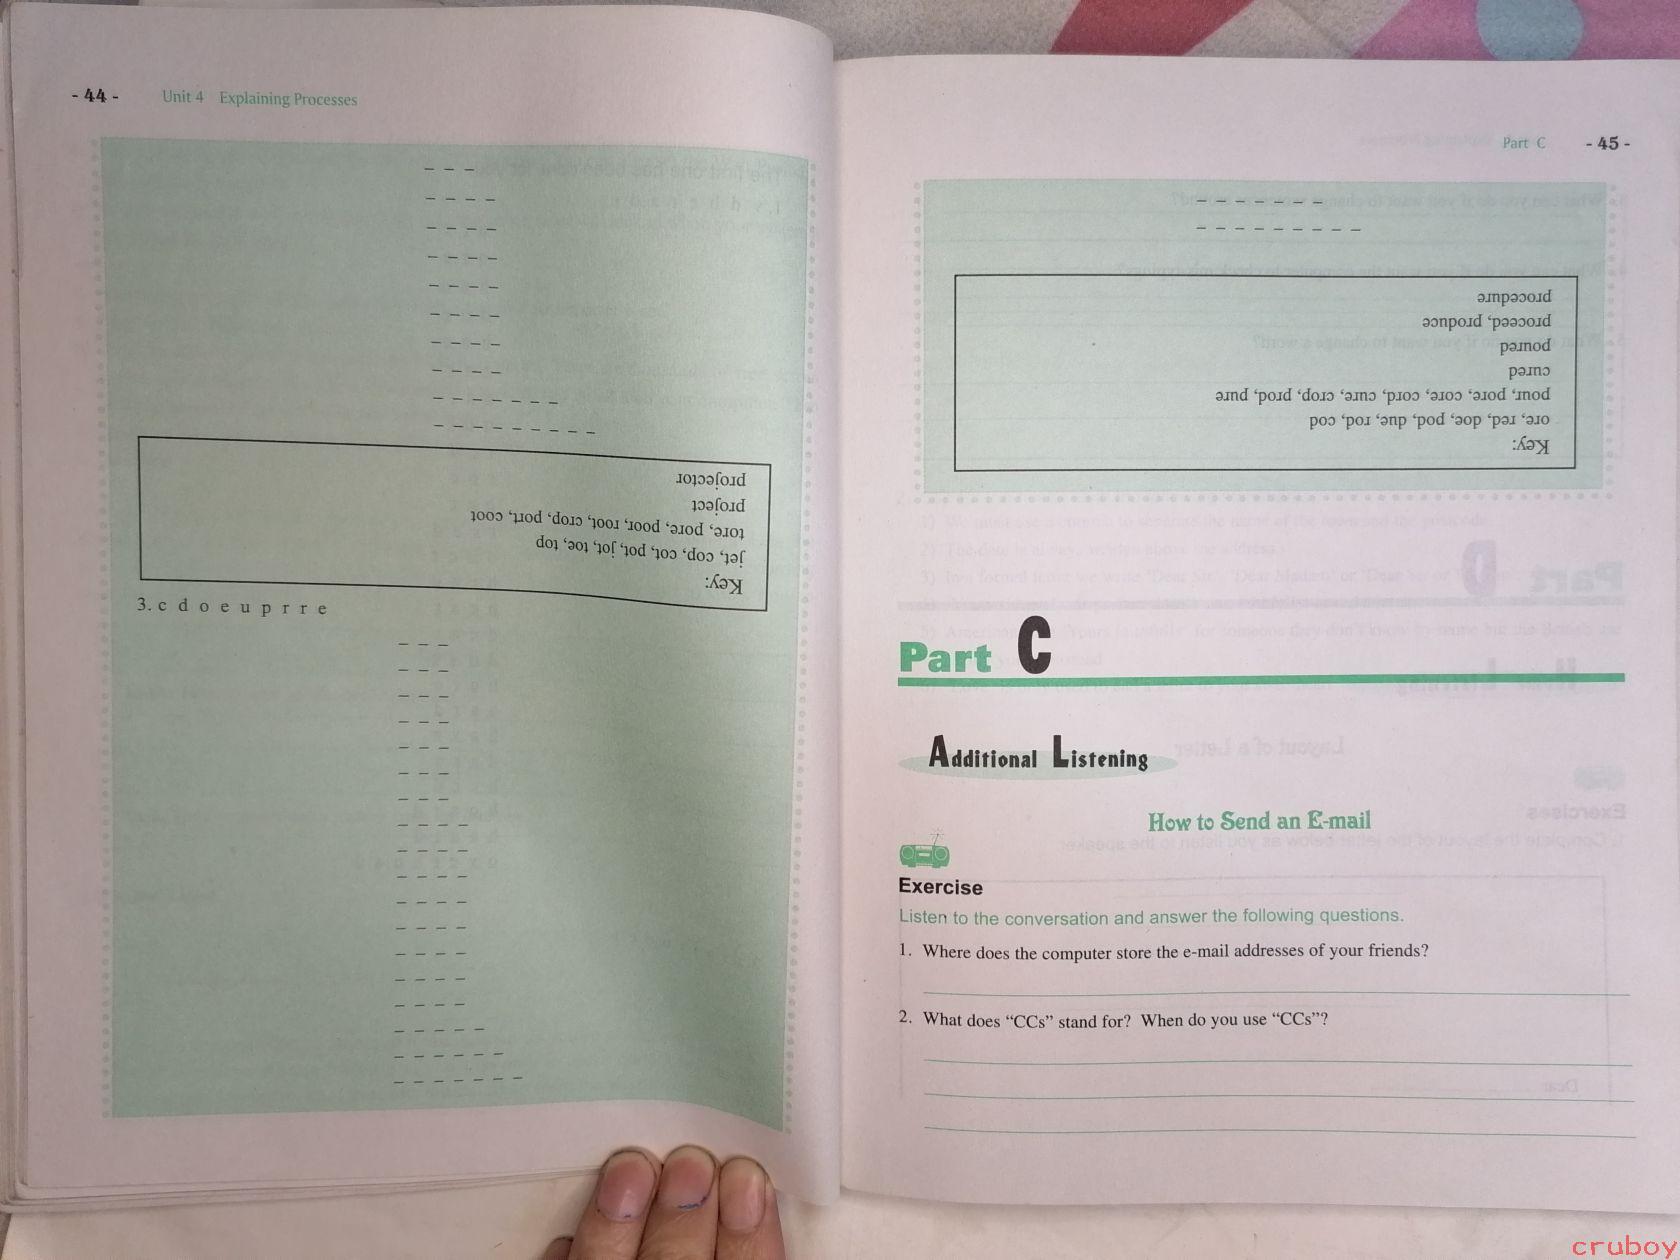 - 44 -
Unit 4 Explaining Processes
_ _ _
_ _ _ _
_ _ _ _
_ _ _ _
_ _ _ _
_ _ _ _
_ _ _ _
_ _ _ _
_ _ _ _ _ _ _
_ _ _ _ _ _ _ _ _
Key:
jet, cop, cot, pot, jot, toe, top
tore, pore, poor, root, crop, port, coot
project
projector
3. c d o e u p r r e
_ _ _
_ _ _
_ _ _
_ _ _
_ _ _
_ _ _
_ _ _
_ _ _ _
_ _ _ _
_ _ _ _
_ _ _ _
_ _ _ _
_ _ _ _
_ _ _ _
_ _ _ _
_ _ _ _ _
_ _ _ _ _ _
_ _ _ _ _ _ _
Part C
- 45 -
_ _ _ _ _ _ _
_ _ _ _ _ _ _ _ _
Key:
ore, red, doe, pod, due, rod, cod
pour, pore, core, cord, cure, crop, prod, pure
cured
poured
proceed, produce
procedure
Part C
Additional Listening
How to Send an E-mail
Exercise
Listen to the conversation and answer the following questions.
1. Where does the computer store the e-mail addresses of your friends?
2. What does “CCs” stand for? When do you use “CCs”?
cruboy